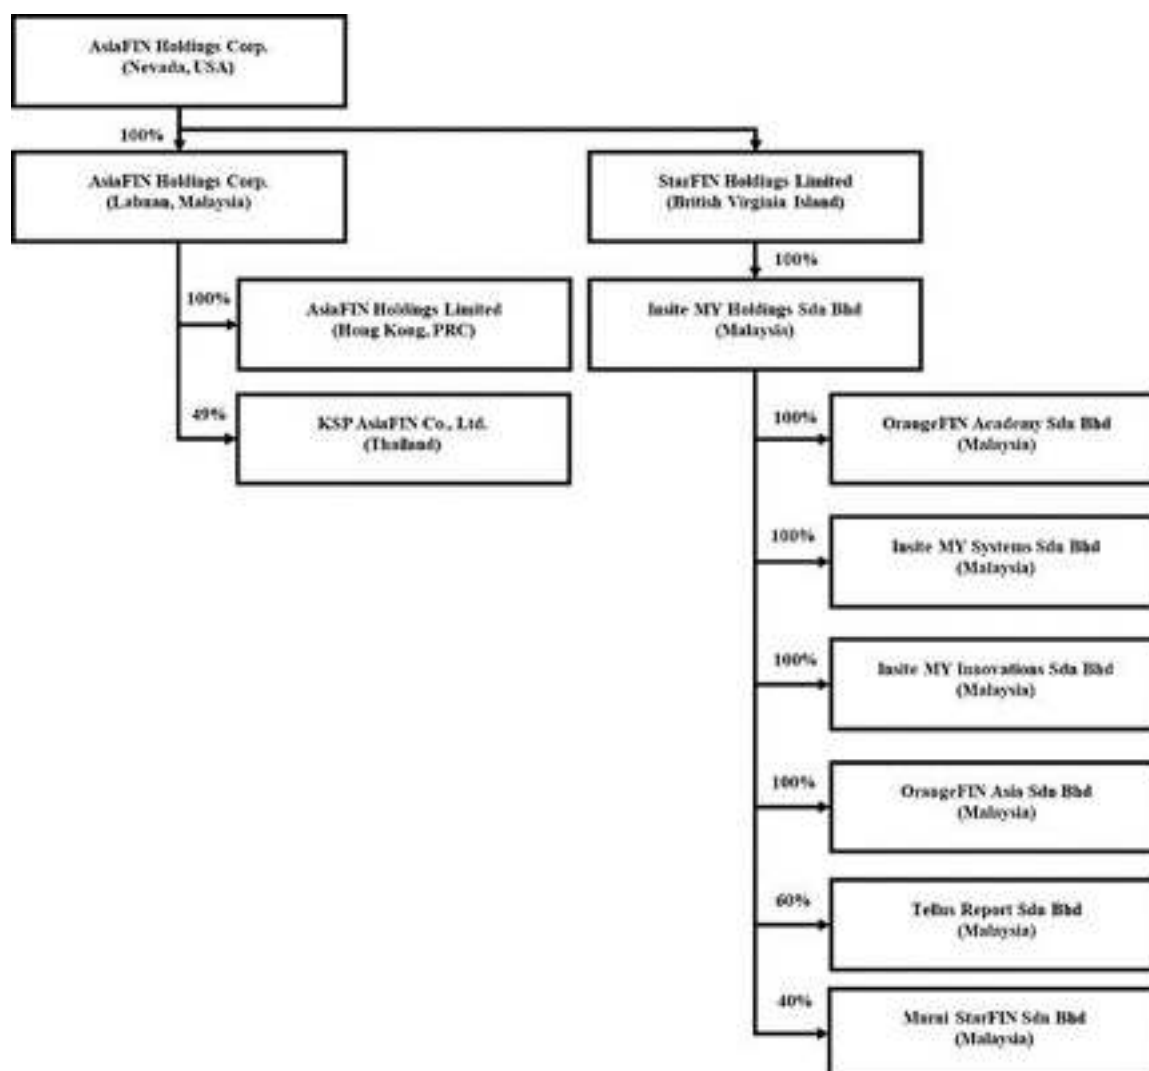 AsiaFIN Holdings Corp.
(Nevada, USA)
100%
AsiaFIN Holdings Corp.
(Labuan, Malaysia)
StarFIN Holdings Limited
(British Virginia Island)
100%
100%
AsiaFIN Holdings Limited
(Hong Kong, PRC)
Insite MY Holdings Sdn Bhd
(Malaysis)
49%
KSP AsiaFIN Co., Ltd.
(Thailand)
100%
OrangeFIN Academy Sdn Bhd
(Malaysia)
100%
Insite MY Systems Sdn Bhd
(Malaysia)
100%
Insite MY Innovations Sdn Bhd
(Malaysia)
100%
OrangeFIN Asia Sdn Bhd
(Malaysia)
60%
Tellus Report Sdn Bhd
(Malaysia)
40%
Murni StarFIN Sdn Bhd
(Malaysia)